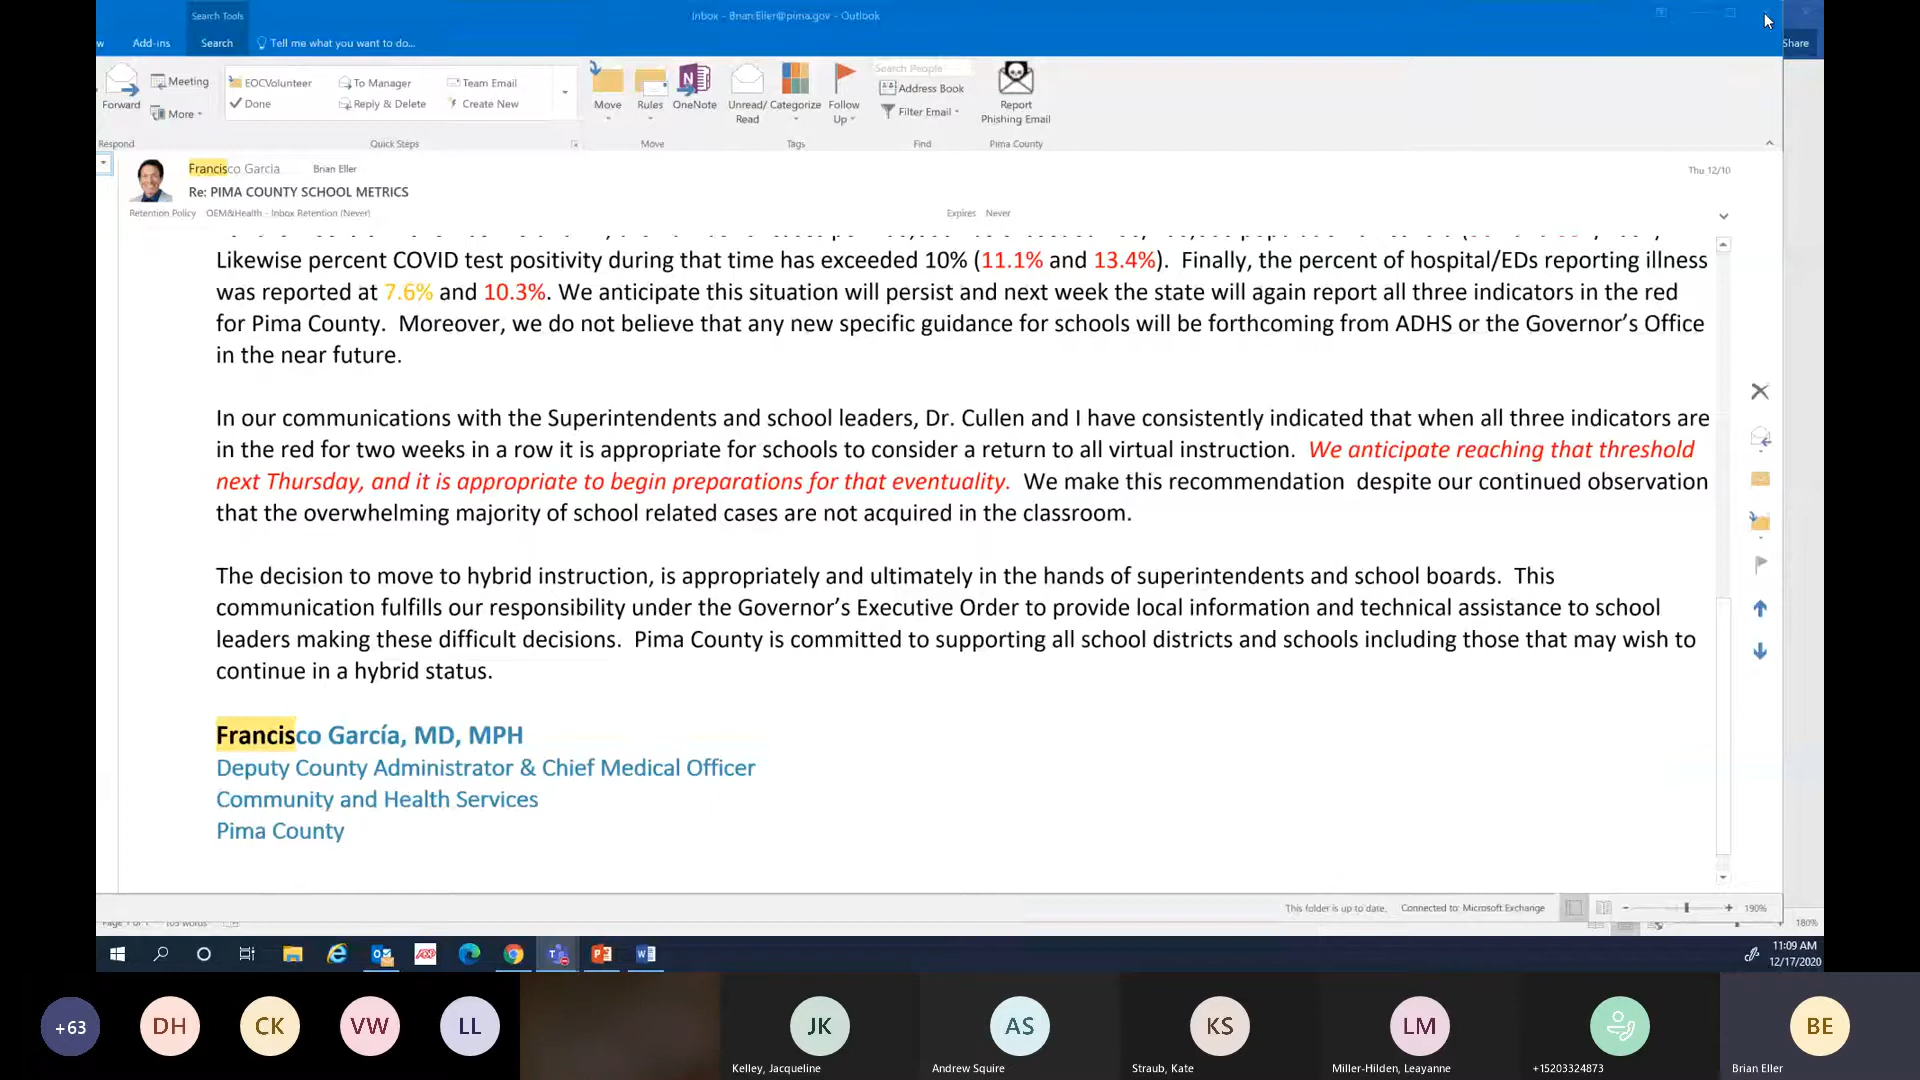 Search Tools
Inbox - Brian.Eller@pima.gov - Outlook
Add-ins
Search
Tell me what you want to do...
Share
Forward
Meeting
More
EOCVolunteer
To Manager
Team Email
Done
Reply & Delete
Create New
Move
Rules
OneNote
Unread/ Read
Categorize
Follow Up
Search People
Address Book
Filter Email
Report Phishing Email
Respond
Quick Steps
Move
Tags
Find
Pima County
Francisco Garcia
Brian Eller
Thu 12/10
Re: PIMA COUNTY SCHOOL METRICS
Retention Policy OEM&Health - Inbox Retention (Never)
Expires Never
Likewise percent COVID test positivity during that time has exceeded 10% (11.1% and 13.4%). Finally, the percent of hospital/EDs reporting illness
was reported at 7.6% and 10.3%. We anticipate this situation will persist and next week the state will again report all three indicators in the red
for Pima County. Moreover, we do not believe that any new specific guidance for schools will be forthcoming from ADHS or the Governor's Office
in the near future.
In our communications with the Superintendents and school leaders, Dr. Cullen and I have consistently indicated that when all three indicators are
in the red for two weeks in a row it is appropriate for schools to consider a return to all virtual instruction. We anticipate reaching that threshold
next Thursday, and it is appropriate to begin preparations for that eventuality. We make this recommendation despite our continued observation
that the overwhelming majority of school related cases are not acquired in the classroom.
The decision to move to hybrid instruction, is appropriately and ultimately in the hands of superintendents and school boards. This
communication fulfills our responsibility under the Governor's Executive Order to provide local information and technical assistance to school
leaders making these difficult decisions. Pima County is committed to supporting all school districts and schools including those that may wish to
continue in a hybrid status.
Francisco García, MD, MPH
Deputy County Administrator & Chief Medical Officer
Community and Health Services
Pima County
This folder is up to date.
Connected to: Microsoft Exchange
190%
180%
11:09 AM
12/17/2020
+63
DH
CK
VW
LL
JK
AS
KS
LM
BE
Kelley, Jacqueline
Andrew Squire
Straub, Kate
Miller-Hilden, Leayanne
+15203324873
Brian Eller